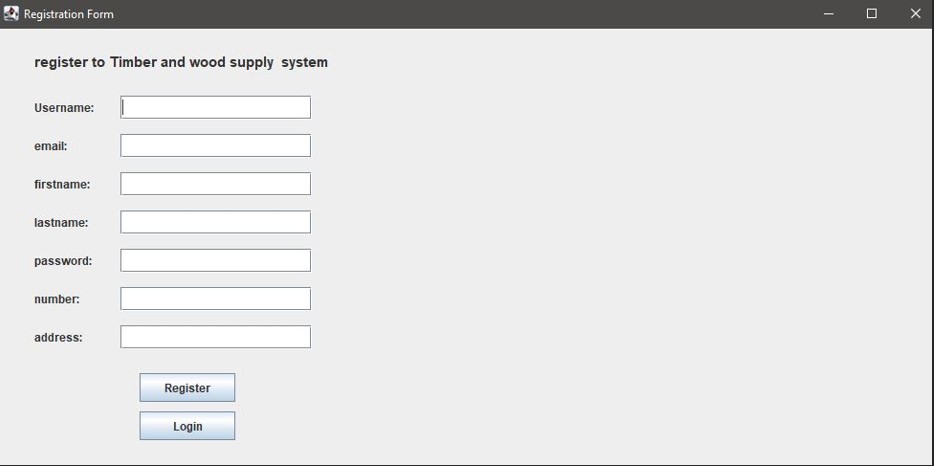 Registration Form
register to Timber and wood supply  system
Username:
email:
firstname:
lastname:
password:
number:
address:
Register
Login